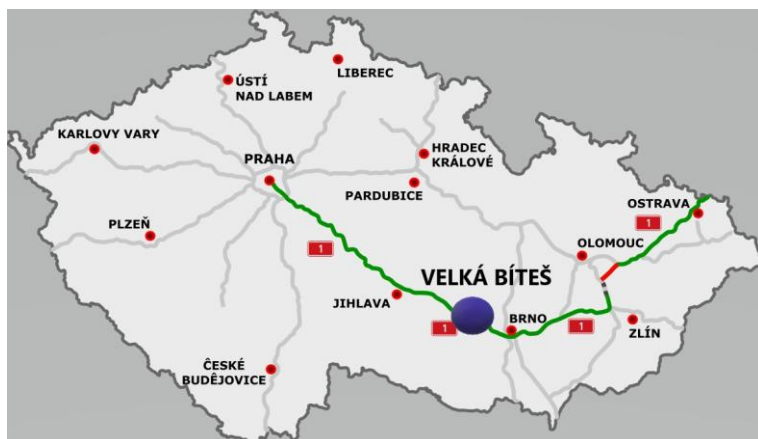 LIBEREC
ÚSTÍ
NAD LABEM
KARLOVY VARY
PRAHA
HRADEC
KRÁLOVÉ
PARDUBICE
PLZEŇ
OSTRAVA
1
OLOMOUC
1
VELKÁ BÍTEŠ
JIHLAVA
1
BRNO
1
ZLÍN
ČESKÉ
BUDĚJOVICE